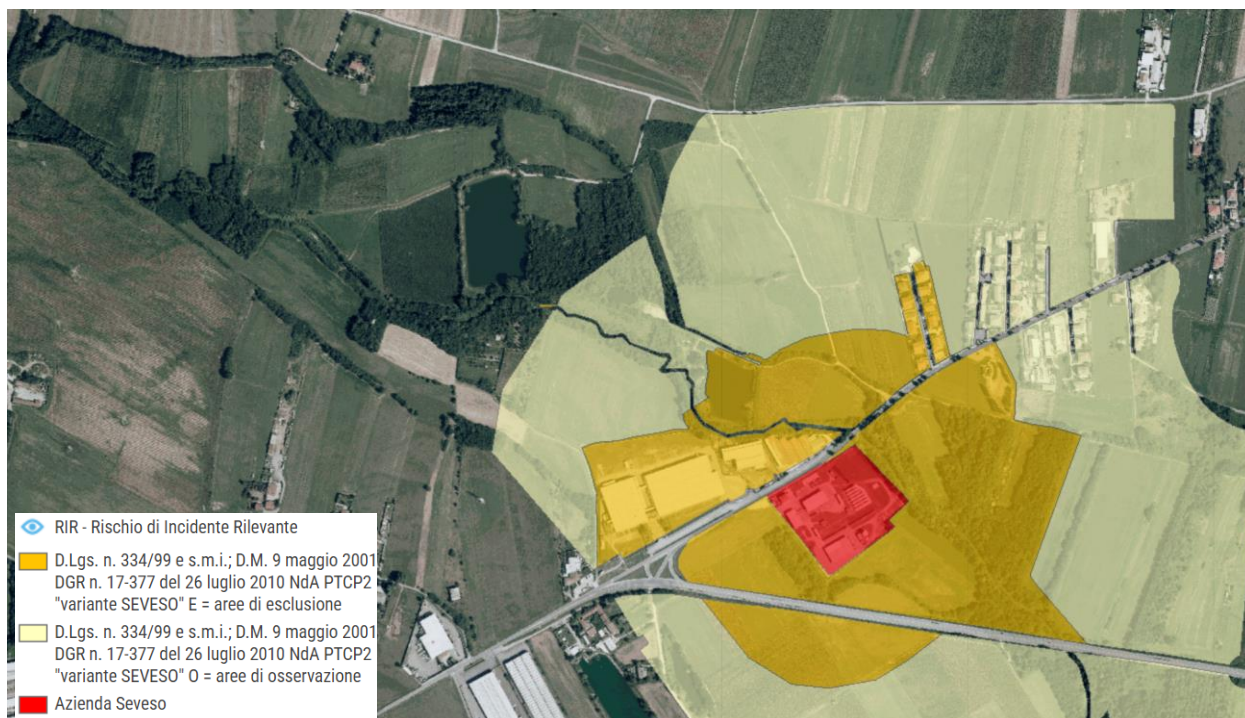 RIR - Rischio di Incidente Rilevante
D.Lgs. n. 334/99 e s.m.i.; D.M. 9 maggio 2001
DGR n. 17-377 del 26 luglio 2010 NdA PTCP2
"variante SEVESO" E = aree di esclusione
D.Lgs. n. 334/99 e s.m.i.; D.M. 9 maggio 2001
DGR n. 17-377 del 26 luglio 2010 NdA PTCP2
"variante SEVESO" O = aree di osservazione
Azienda Seveso